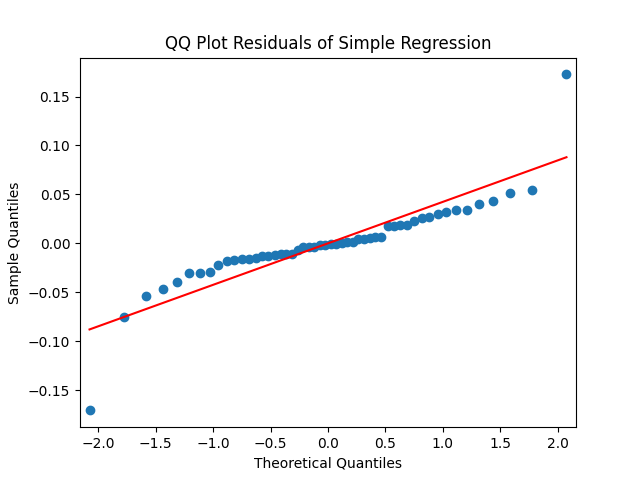 QQ Plot Residuals of Simple Regression
0.15
0.10
0.05
0.00
−0.05
−0.10
−0.15
Sample Quantiles
−2.0 −1.5 −1.0 −0.5 0.0 0.5 1.0 1.5 2.0
Theoretical Quantiles